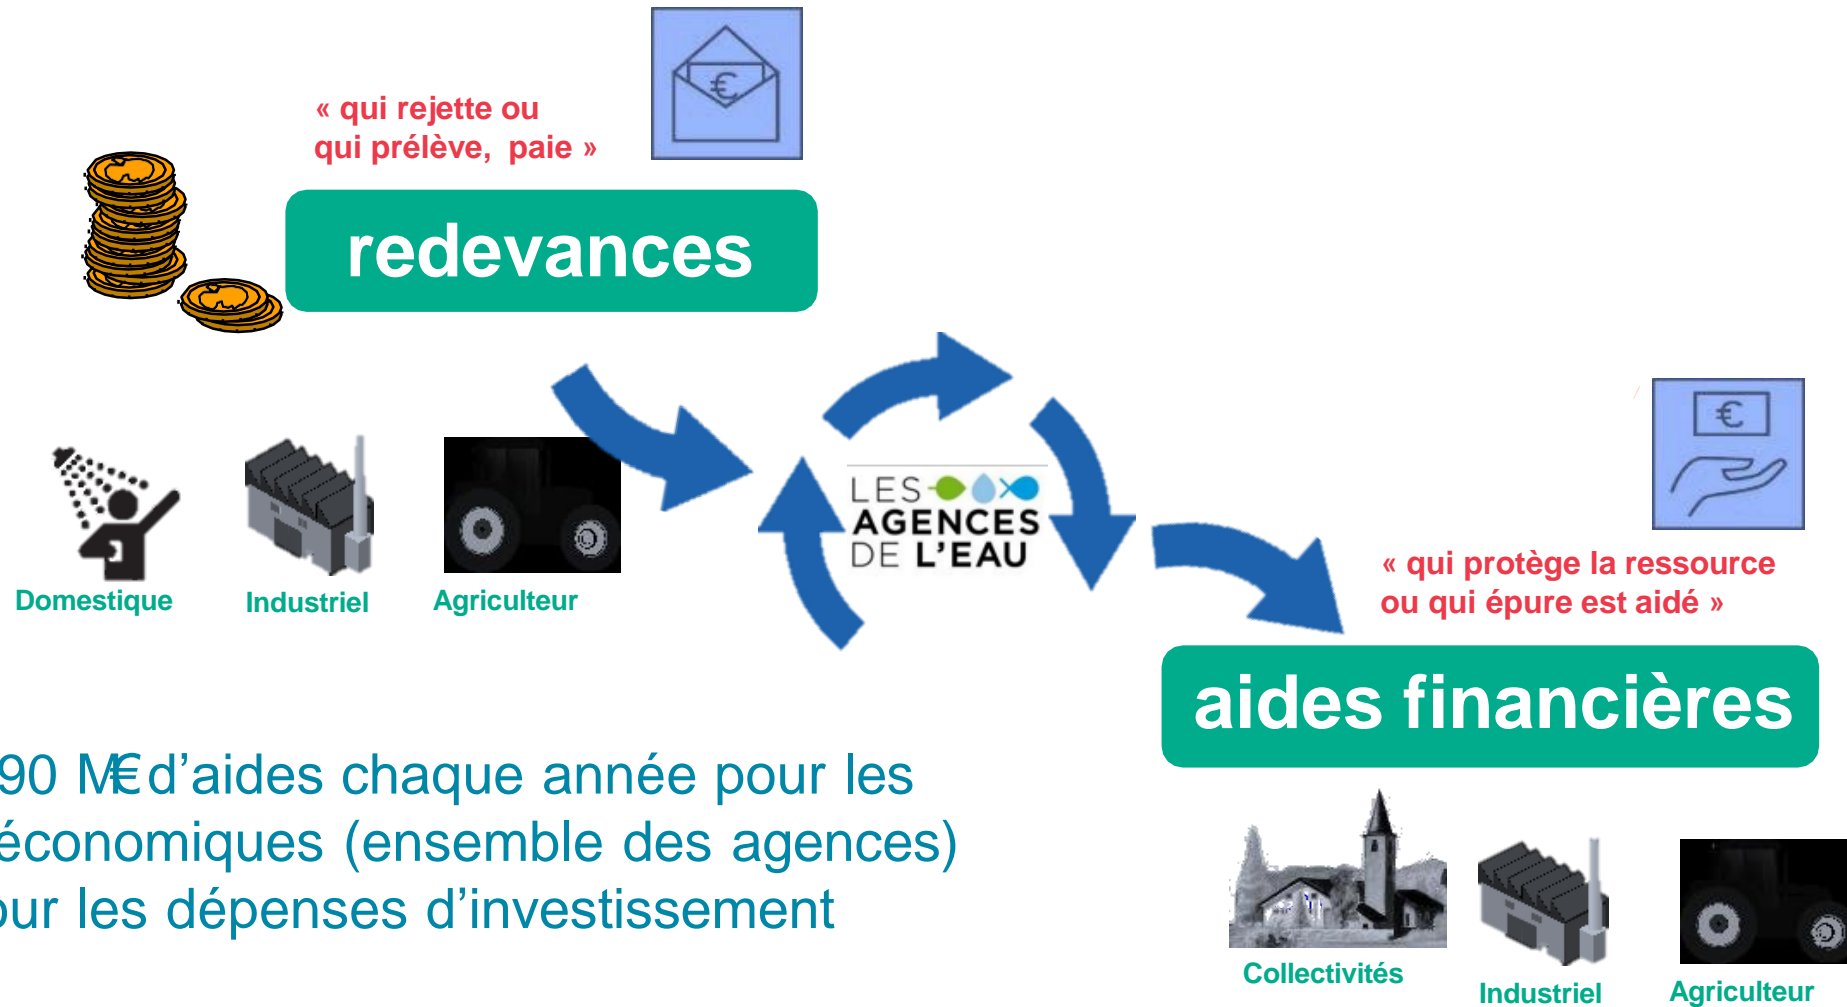 « qui rejette ou
qui prélève, paie »
€
redevances
Domestique
Industriel
Agriculteur
LES
AGENCES
DE L'EAU
€
« qui protège la ressource
ou qui épure est aidé »
aides financières
90 M€ d'aides chaque année pour les
économiques (ensemble des agences)
our les dépenses d'investissement
Collectivités
Industriel
Agriculteur